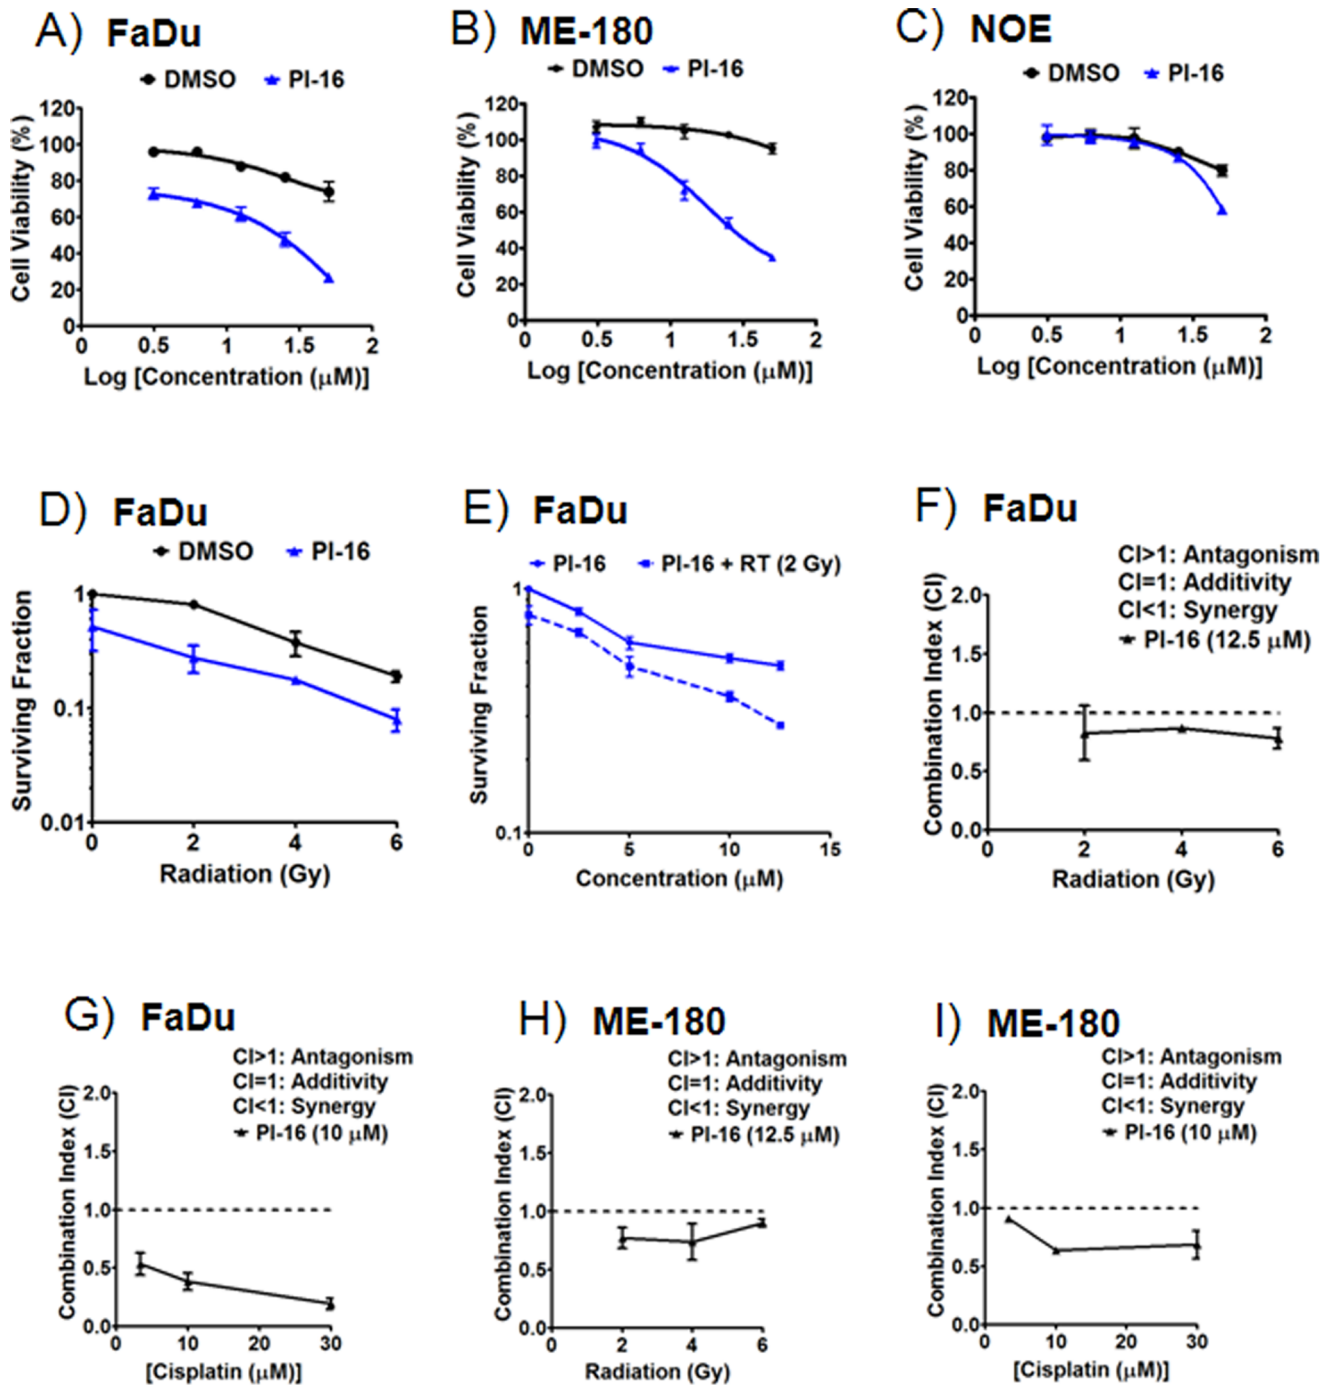 A) FaDu
DMSO PI-16
Cell Viability (%)
120
100
80
60
40
20
0
0 0.5 1 1.5 2
Log [Concentration (μM)]
B) ME-180
DMSO PI-16
Cell Viability (%)
120
100
80
60
40
20
0
0 0.5 1 1.5 2
Log [Concentration (μM)]
C) NOE
DMSO PI-16
Cell Viability (%)
120
100
80
60
40
20
0
0 0.5 1 1.5 2
Log [Concentration (μM)]
D) FaDu
DMSO PI-16
Surviving Fraction
1
0.1
0.01
0 2 4 6
Radiation (Gy)
E) FaDu
PI-16 PI-16 + RT (2 Gy)
Surviving Fraction
1
0.1
0 5 10 15
Concentration (μM)
F) FaDu
CI>1: Antagonism
CI=1: Additivity
CI<1: Synergy
PI-16 (12.5 μM)
Combination Index (CI)
2.0
1.5
1.0
0.5
0.0
0 2 4 6
Radiation (Gy)
G) FaDu
CI>1: Antagonism
CI=1: Additivity
CI<1: Synergy
PI-16 (10 μM)
Combination Index (CI)
2.0
1.5
1.0
0.5
0.0
0 10 20 30
[Cisplatin (μM)]
H) ME-180
CI>1: Antagonism
CI=1: Additivity
CI<1: Synergy
PI-16 (12.5 μM)
Combination Index (CI)
2.0
1.5
1.0
0.5
0.0
0 2 4 6
Radiation (Gy)
I) ME-180
CI>1: Antagonism
CI=1: Additivity
CI<1: Synergy
PI-16 (10 μM)
Combination Index (CI)
2.0
1.5
1.0
0.5
0.0
0 10 20 30
[Cisplatin (μM)]